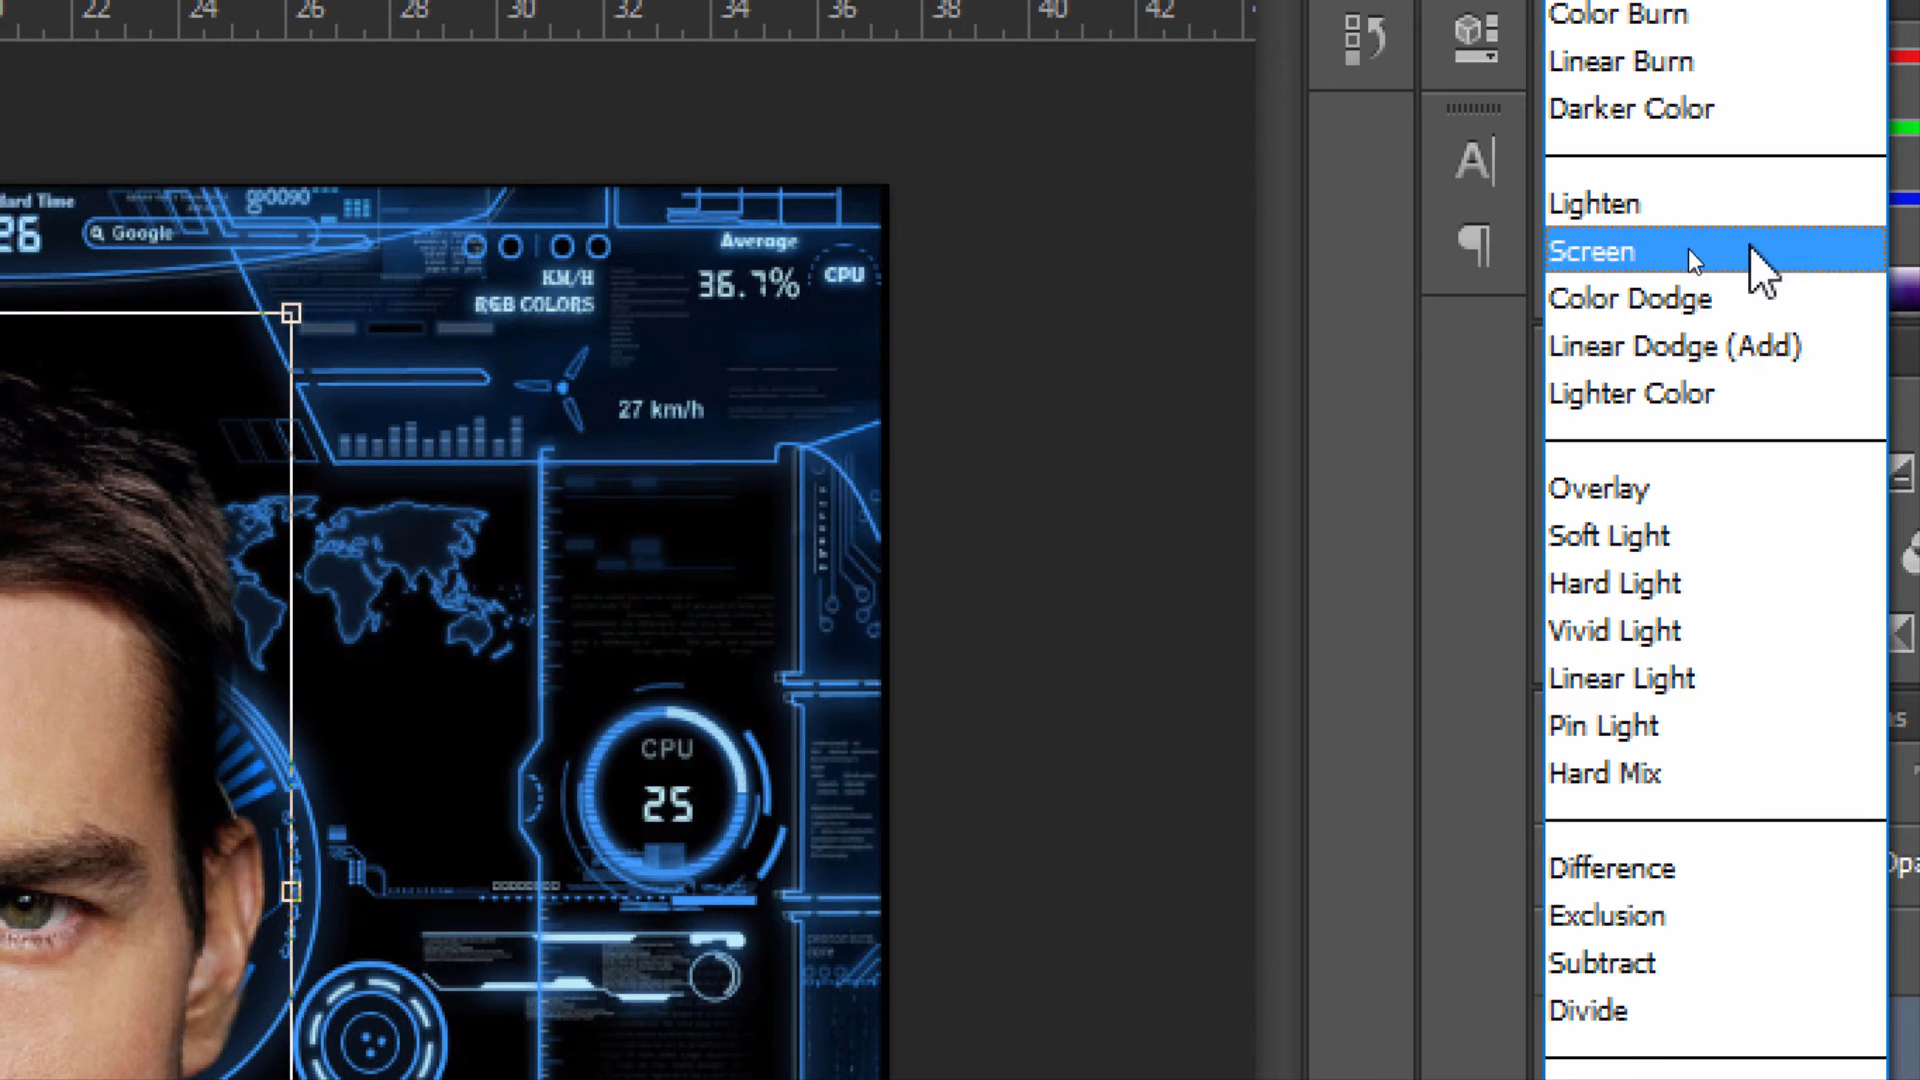 22 24 26 28 30 32 34 36 38 40 42
Color Burn
Linear Burn
Darker Color
Lighten
Screen
Color Dodge
Linear Dodge (Add)
Lighter Color
Overlay
Soft Light
Hard Light
Vivid Light
Linear Light
Pin Light
Hard Mix
Difference
Exclusion
Subtract
Divide
A
¶
dard Time
26
Google
Average
36.7%
CPU
KM/H
RGB COLORS
27 km/h
CPU
25